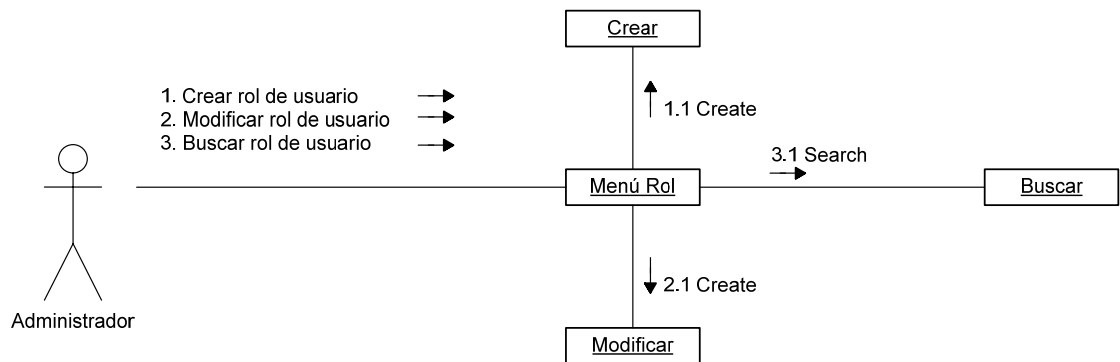 Crear
1. Crear rol de usuario
2. Modificar rol de usuario
3. Buscar rol de usuario
1.1 Create
3.1 Search
Menú Rol
Buscar
2.1 Create
Administrador
Modificar